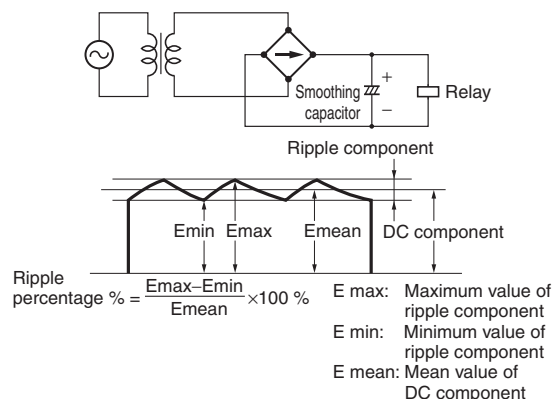 +
Smoothing
capacitor
–
Relay
Ripple component
Emin
Emax
Emean
DC component
Ripple
percentage % = Emax–Emin / Emean ×100 %
E max: Maximum value of
ripple component
E min: Minimum value of
ripple component
E mean: Mean value of
DC component